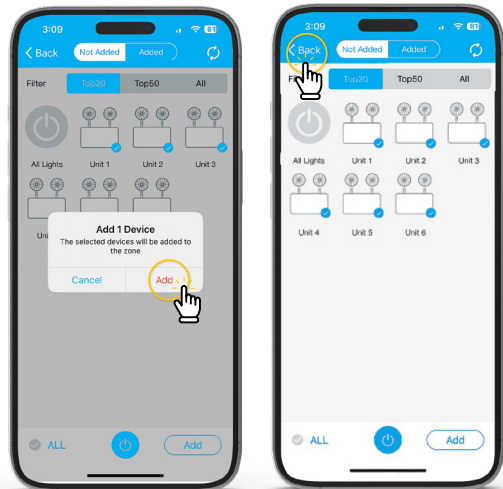 3:09
81
Back
Not Added
Added
Filter
Top20
Top50
All
All Lights
Unit 1
Unit 2
Unit 3
Add 1 Device
The selected devices will be added to
the zone
Cancel
Add
ALL
Add
3:09
81
Back
Not Added
Added
Top20
Top50
All
All Lights
Unit 1
Unit 2
Unit 3
Unit 4
Unit 5
Unit 6
ALL
Add